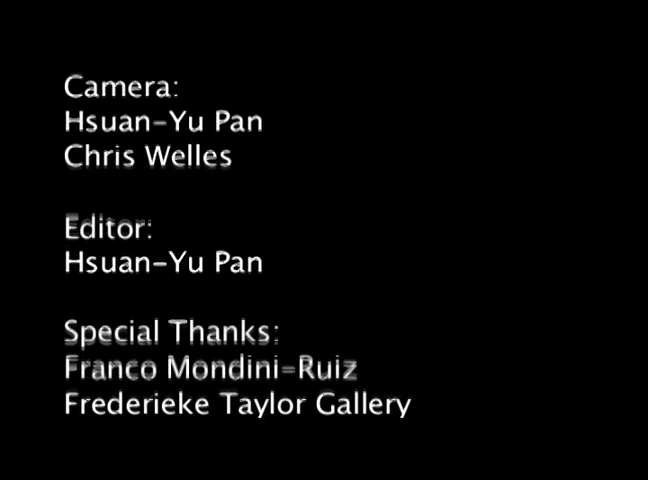 Camera:
Hsuan-Yu Pan
Chris Welles
Editor:
Hsuan-Yu Pan
Special Thanks:
Franco Mondini-Ruiz
Frederieke Taylor Gallery